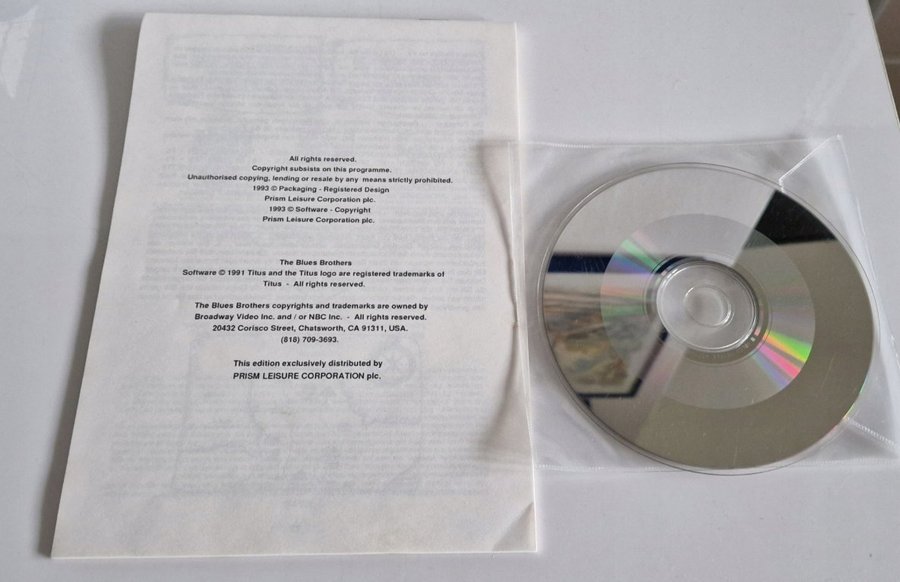 All rights reserved.
Copyright subsists on this programme.
Unauthorised copying, lending or resale by any means strictly prohibited.
1993 © Packaging - Registered Design
Prism Leisure Corporation plc.
1993 © Software - Copyright
Prism Leisure Corporation plc.
The Blues Brothers
Software © 1991 Titus and the Titus logo are registered trademarks of
Titus - All rights reserved.
The Blues Brothers copyrights and trademarks are owned by
Broadway Video Inc. and / or NBC Inc. - All rights reserved.
20432 Corisco Street, Chatsworth, CA 91311, USA.
(818) 709-3693.
This edition exclusively distributed by
PRISM LEISURE CORPORATION plc.